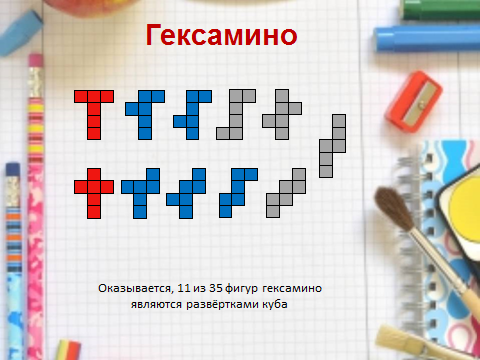 Гексамино
Оказывается, 11 из 35 фигур гексамино
являются развёртками куба